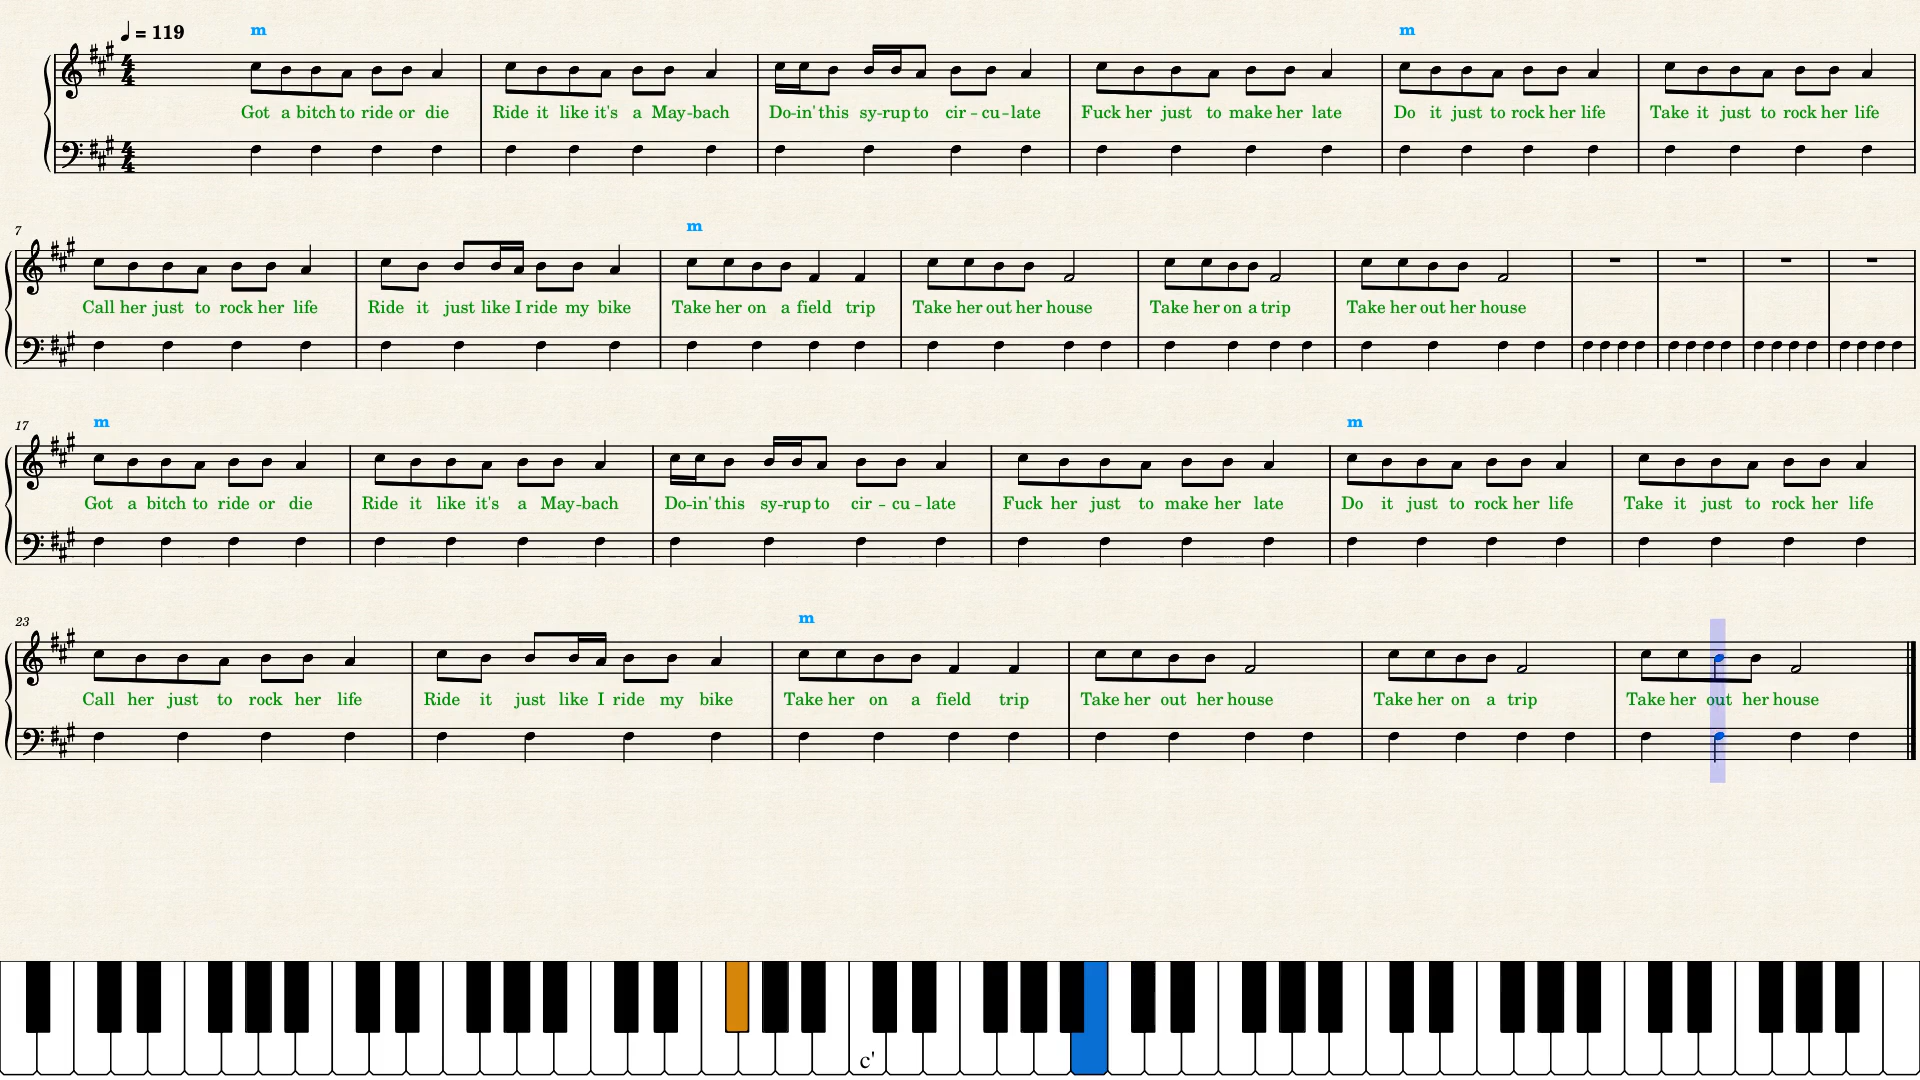 ♩ = 119 m m
4 4
Got a bitch to ride or die Ride it like it's a May-bach Do-in' this sy-rup to cir-cu-late Fuck her just to make her late Do it just to rock her life Take it just to rock her life
4 4
7 m
Call her just to rock her life Ride it just like I ride my bike Take her on a field trip Take her out her house Take her on a trip Take her out her house
17 m m
Got a bitch to ride or die Ride it like it's a May-bach Do-in' this sy-rup to cir-cu-late Fuck her just to make her late Do it just to rock her life Take it just to rock her life
23 m
Call her just to rock her life Ride it just like I ride my bike Take her on a field trip Take her out her house Take her on a trip Take her out her house
c'